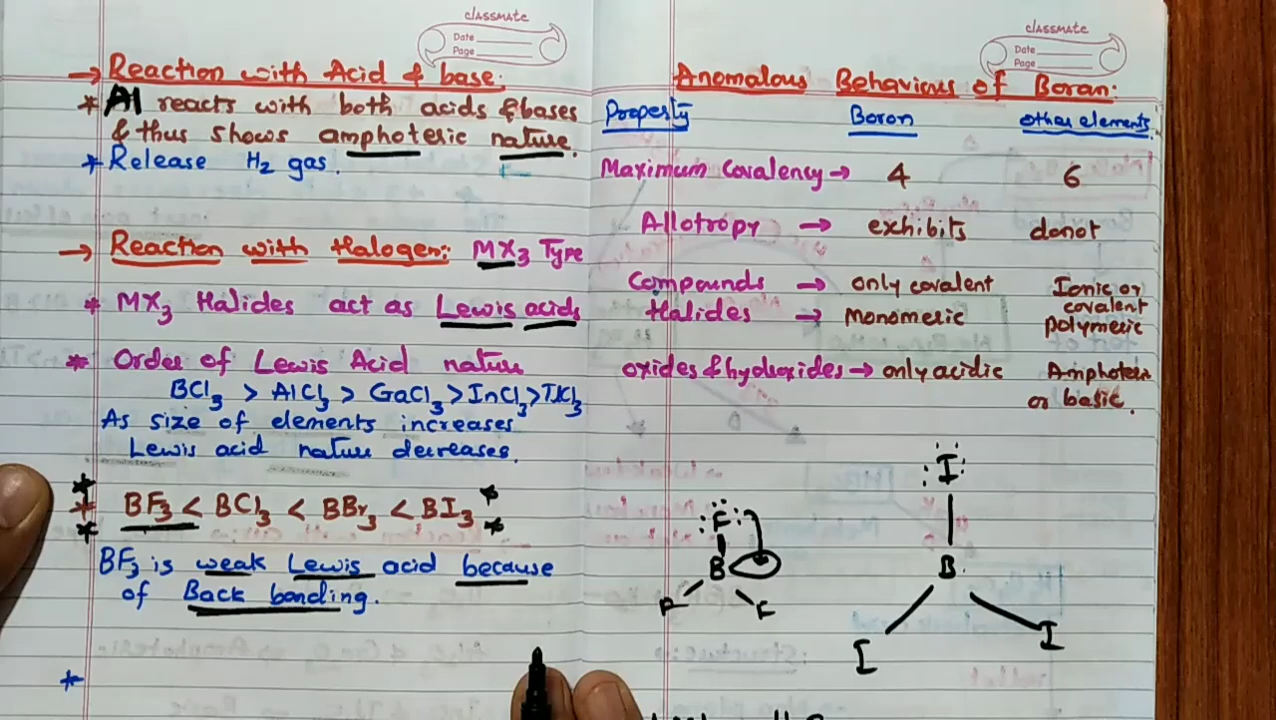 classmate
Date
Page
→ Reaction with Acid & base:
* Al reacts with both acids & bases
& thus shows amphoteric nature.
* Release H₂ gas.
→ Reaction with Halogen: MX₃ Type
* MX₃ Halides act as Lewis acids
* Order of Lewis Acid nature
BCl₃ > AlCl₃ > GaCl₃ > InCl₃ > TlCl₃
As size of elements increases
Lewis acid nature decreases.
* BF₃ < BCl₃ < BBr₃ < BI₃ *
BF₃ is weak Lewis acid because
of Back bonding.
*
classmate
Date
Page
Anomalous Behaviours of Boran:
Property Boron other elements
Maximum Covalency → 4 6
Allotropy → exhibits donot
Compounds → only covalent Ionic or
covalent
Halides → monomeric polymeric
oxides & hydroxides → only acidic Amphoteric
or basic.
F
B
F F
I
B
I I